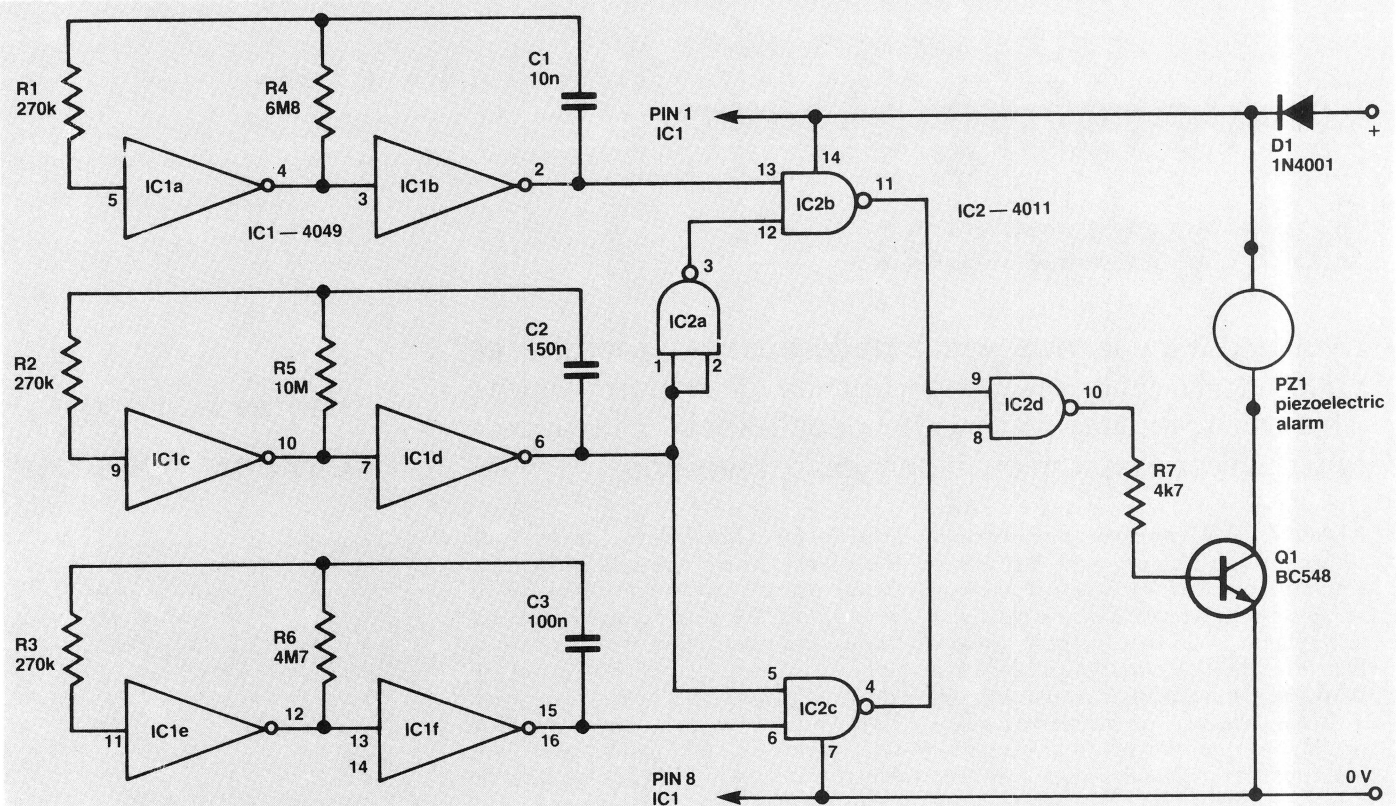 R1
270k
R4
6M8
C1
10n
IC1a
5
4
IC1 — 4049
3
IC1b
2
PIN 1
IC1
14
13
12
IC2b
11
IC2 — 4011
D1
1N4001
+
3
IC2a
1
2
R2
270k
R5
10M
C2
150n
9
IC1c
10
7
IC1d
6
9
8
IC2d
10
R7
4k7
PZ1
piezoelectric
alarm
Q1
BC548
R3
270k
R6
4M7
C3
100n
11
IC1e
12
13
14
IC1f
15
16
5
6
IC2c
4
7
PIN 8
IC1
0 V